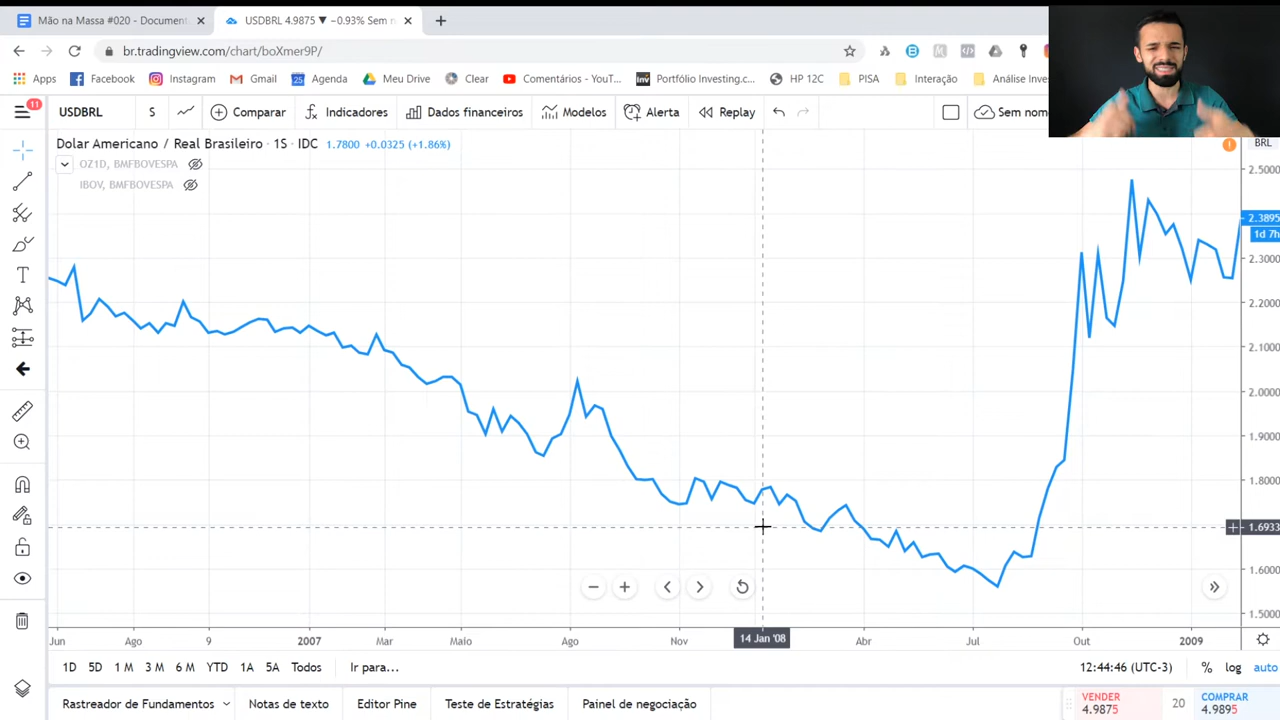 Mão na Massa #020 - Document
USDBRL 4.9875 ▼ −0.93% Sem n
br.tradingview.com/chart/boXmer9P/
Apps Facebook Instagram Gmail 25 Agenda Meu Drive Clear Comentários - YouT... Inv Portfólio Investing.c... HP 12C PISA Interação Análise Inves
11 USDBRL S Comparar Indicadores Dados financeiros Modelos Alerta Replay Sem nom
Dolar Americano / Real Brasileiro · 1S · IDC 1.7800 +0.0325 (+1.86%)
BRL
OZ1D, BMFBOVESPA
IBOV, BMFBOVESPA
2.5000
2.3895
1d 7h
2.3000
2.2000
2.1000
2.0000
1.9000
1.8000
1.6933
1.6000
1.5000
Jun Ago 9 2007 Mar Maio Ago Nov 14 Jan '08 Abr Jul Out 2009
1D 5D 1 M 3 M 6 M YTD 1A 5A Todos Ir para... 12:44:46 (UTC-3) % log auto
Rastreador de Fundamentos Notas de texto Editor Pine Teste de Estratégias Painel de negociação
VENDER 4.9875 20 COMPRAR 4.9895